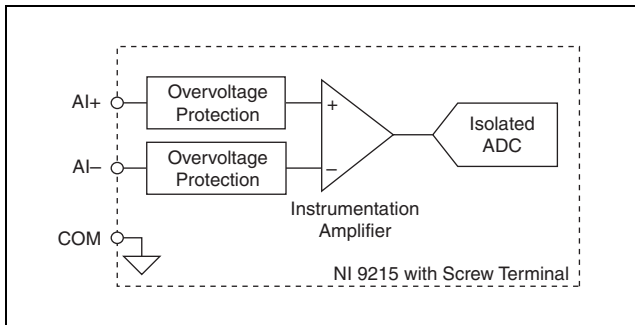 Overvoltage
Protection
AI+
+
Isolated
ADC
Overvoltage
Protection
AI–
–
Instrumentation
Amplifier
COM
NI 9215 with Screw Terminal